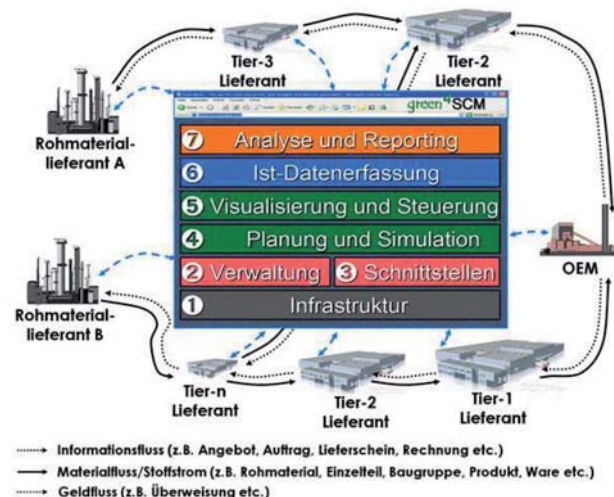 Tier-3
Lieferant
Tier-2
Lieferant
green4SCM
Rohmaterial-
lieferant A
7 Analyse und Reporting
6 Ist-Datenerfassung
5 Visualisierung und Steuerung
4 Planung und Simulation
2 Verwaltung 3 Schnittstellen
1 Infrastruktur
OEM
Rohmaterial-
lieferant B
Tier-n
Lieferant
Tier-2
Lieferant
Tier-1
Lieferant
Informationsfluss (z.B. Angebot, Auftrag, Lieferschein, Rechnung etc.)
Materialfluss/Stoffstrom (z.B. Rohmaterial, Einzelteil, Baugruppe, Produkt, Ware etc.)
Geldfluss (z.B. Überweisung etc.)